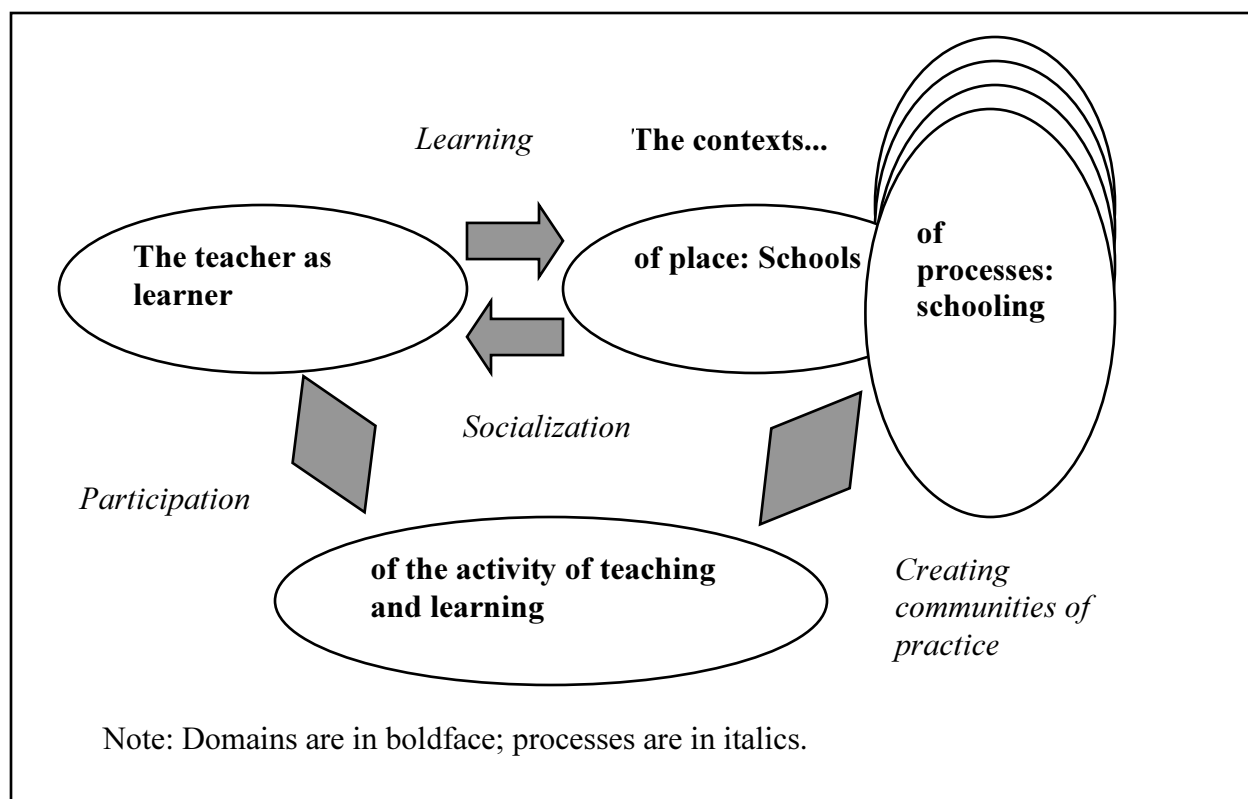 Learning
The contexts...
The teacher as
learner
of place: Schools
of
processes:
schooling
Socialization
Participation
of the activity of teaching
and learning
Creating
communities of
practice
Note: Domains are in boldface; processes are in italics.